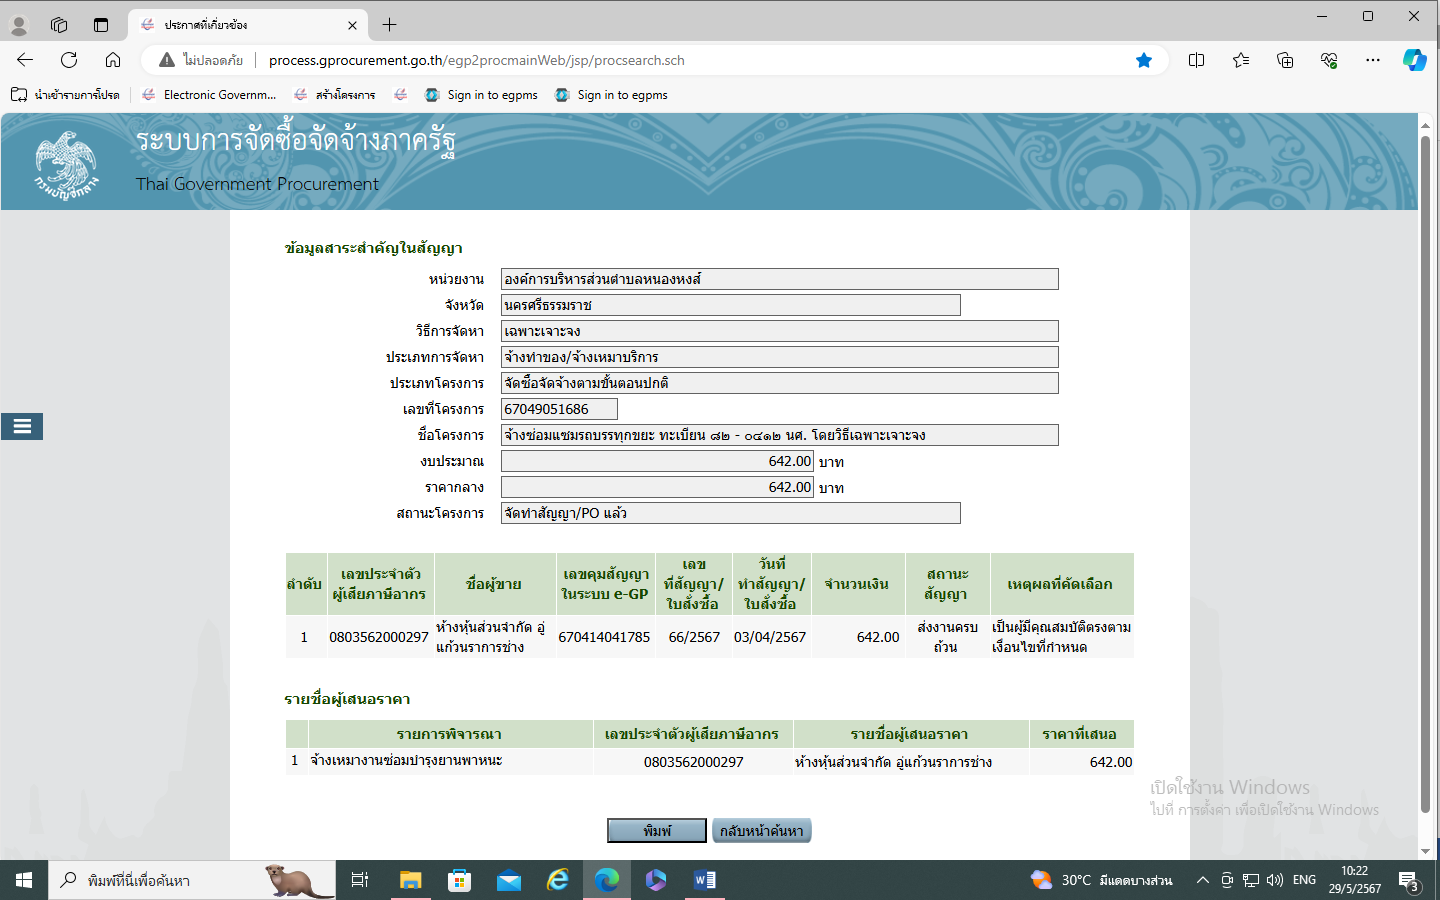 ประกาศที่เกี่ยวข้อง
ไม่ปลอดภัย
process.gprocurement.go.th/egp2procmainWeb/jsp/procsearch.sch
นำเข้ารายการโปรด
Electronic Governm...
สร้างโครงการ
Sign in to egpms
Sign in to egpms
กรมบัญชีกลาง
ระบบการจัดซื้อจัดจ้างภาครัฐ
Thai Government Procurement
ข้อมูลสาระสำคัญในสัญญา
หน่วยงาน องค์การบริหารส่วนตำบลหนองหงส์
จังหวัด นครศรีธรรมราช
วิธีการจัดหา เฉพาะเจาะจง
ประเภทการจัดหา จ้างทำของ/จ้างเหมาบริการ
ประเภทโครงการ จัดซื้อจัดจ้างตามขั้นตอนปกติ
เลขที่โครงการ 67049051686
ชื่อโครงการ จ้างซ่อมแซมรถบรรทุกขยะ ทะเบียน ๘๒ - ๐๔๑๒ นศ. โดยวิธีเฉพาะเจาะจง
งบประมาณ 642.00 บาท
ราคากลาง 642.00 บาท
สถานะโครงการ จัดทำสัญญา/PO แล้ว
ลำดับ
เลขประจำตัว
ผู้เสียภาษีอากร
ชื่อผู้ขาย
เลขคุมสัญญา
ในระบบ e-GP
เลข
ที่สัญญา/
ใบสั่งซื้อ
วันที่
ทำสัญญา/
ใบสั่งซื้อ
จำนวนเงิน
สถานะ
สัญญา
เหตุผลที่คัดเลือก
1
0803562000297
ห้างหุ้นส่วนจำกัด อู่
แก้วนราการช่าง
670414041785
66/2567
03/04/2567
642.00
ส่งงานครบ
ถ้วน
เป็นผู้มีคุณสมบัติตรงตาม
เงื่อนไขที่กำหนด
รายชื่อผู้เสนอราคา
รายการพิจารณา
เลขประจำตัวผู้เสียภาษีอากร
รายชื่อผู้เสนอราคา
ราคาที่เสนอ
1
จ้างเหมางานซ่อมบำรุงยานพาหนะ
0803562000297
ห้างหุ้นส่วนจำกัด อู่แก้วนราการช่าง
642.00
เปิดใช้งาน Windows
ไปที่ การตั้งค่า เพื่อเปิดใช้งาน Windows
พิมพ์
กลับหน้าค้นหา
พิมพ์ที่นี่เพื่อค้นหา
30°C มีแดดบางส่วน
ENG
10:22
29/5/2567
3